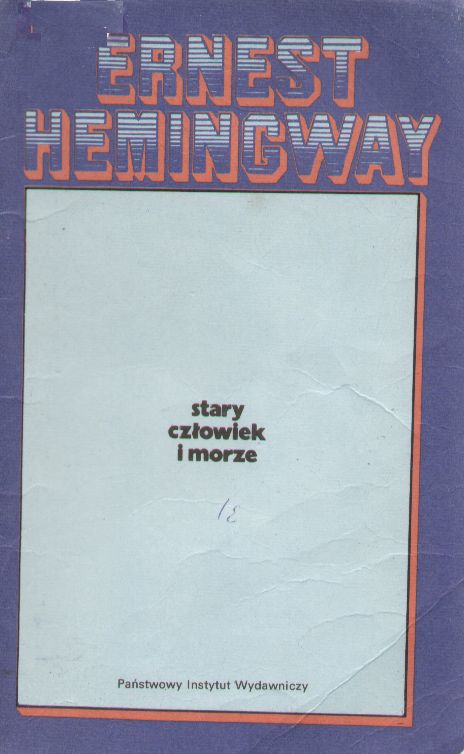 ERNEST
HEMINGWAY
stary
człowiek
i morze
Państwowy Instytut Wydawniczy